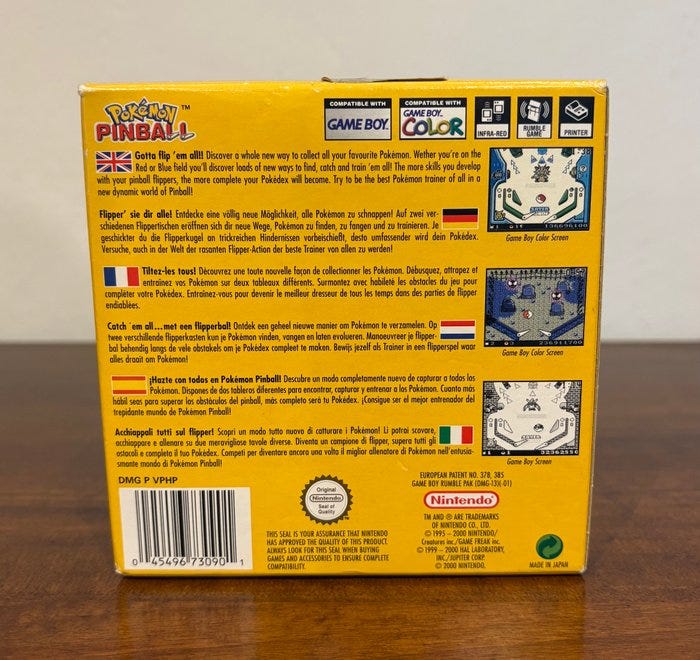 POKéMON™
PINBALL
COMPATIBLE WITH
GAME BOY
COMPATIBLE WITH
GAME BOY
COLOR
INFRA-RED
RUMBLE
GAME
PRINTER
Gotta flip 'em all!! Discover a whole new way to collect all your favourite Pokémon. Wether you're on the
Red or Blue field you'll discover loads of new ways to find, catch and train 'em all! The more skills you develop
with your pinball flippers, the more complete your Pokédex will become. Try to be the best Pokémon trainer of all in a
new dynamic world of Pinball!
Game Boy Color Screen
Flipper' sie dir alle! Entdecke eine völlig neue Möglichkeit, alle Pokémon zu schnappen! Auf zwei ver-
schiedenen Flippertischen eröffnen sich dir neue Wege, Pokémon zu finden, zu fangen und zu trainieren. Je
geschickter du die Flipperkugel an trickreichen Hindernissen vorbeischießt, desto umfassender wird dein Pokédex.
Versuche, auch in der Welt der rasanten Flipper-Action der beste Trainer von allen zu werden!
Tiltez-les tous! Découvrez une toute nouvelle façon de collectionner les Pokémon. Débusquez, attrapez et
entraînez vos Pokémon sur deux tableaux différents. Surmontez avec habileté les obstacles du jeu pour
compléter votre Pokédex. Entraînez-vous pour devenir le meilleur dresseur de tous les temps dans des parties de flipper
endiablées.
Game Boy Color Screen
Catch 'em all...met een flipperbal! Ontdek een geheel nieuwe manier om Pokémon te verzamelen. Op
twee verschillende flipperkasten kun je Pokémon vinden, vangen en laten evolueren. Manoeuvreer je flipper-
bal behendig langs de vele obstakels om je Pokédex compleet te maken. Bewijs jezelf als Trainer in een flipperspel waar
alles draait om Pokémon!
¡Hazte con todos en Pokémon Pinball! Descubre un modo completamente nuevo de capturar a todos los
Pokémon. Dispones de dos tableros diferentes para encontrar, capturar y entrenar a los Pokémon. Cuanto más
hábil seas para superar los obstáculos del pinball, más completo será tu Pokédex. ¡Consigue ser el mejor entrenador del
trepidante mundo de Pokémon Pinball!
Acchiappali tutti sul flipper! Scopri un modo tutto nuovo di catturare i Pokémon! Li potrai scovare,
acchiappare e allenare su due meravigliose tavole diverse. Diventa un campione di flipper, supera tutti gli
ostacoli e completa il tuo Pokédex. Competi per diventare ancora una volta il miglior allenatore di Pokémon nell'entusia-
smante mondo di Pokémon Pinball!
Game Boy Screen
DMG P VPHP
0 45496 73090 1
Original
Nintendo
Seal of
Quality
THIS SEAL IS YOUR ASSURANCE THAT NINTENDO
HAS APPROVED THE QUALITY OF THIS PRODUCT.
ALWAYS LOOK FOR THIS SEAL WHEN BUYING
GAMES AND ACCESSORIES TO ENSURE COMPLETE
COMPATIBILITY.
EUROPEAN PATENT NO. 378, 385
GAME BOY RUMBLE PAK (DMG-13)(-01)
Nintendo®
TM AND ® ARE TRADEMARKS
OF NINTENDO CO., LTD.
© 1995 – 2000 NINTENDO/
Creatures inc./GAME FREAK inc.
© 1999 – 2000 HAL LABORATORY,
INC./JUPITER CORP.
© 2000 NINTENDO.
MADE IN JAPAN